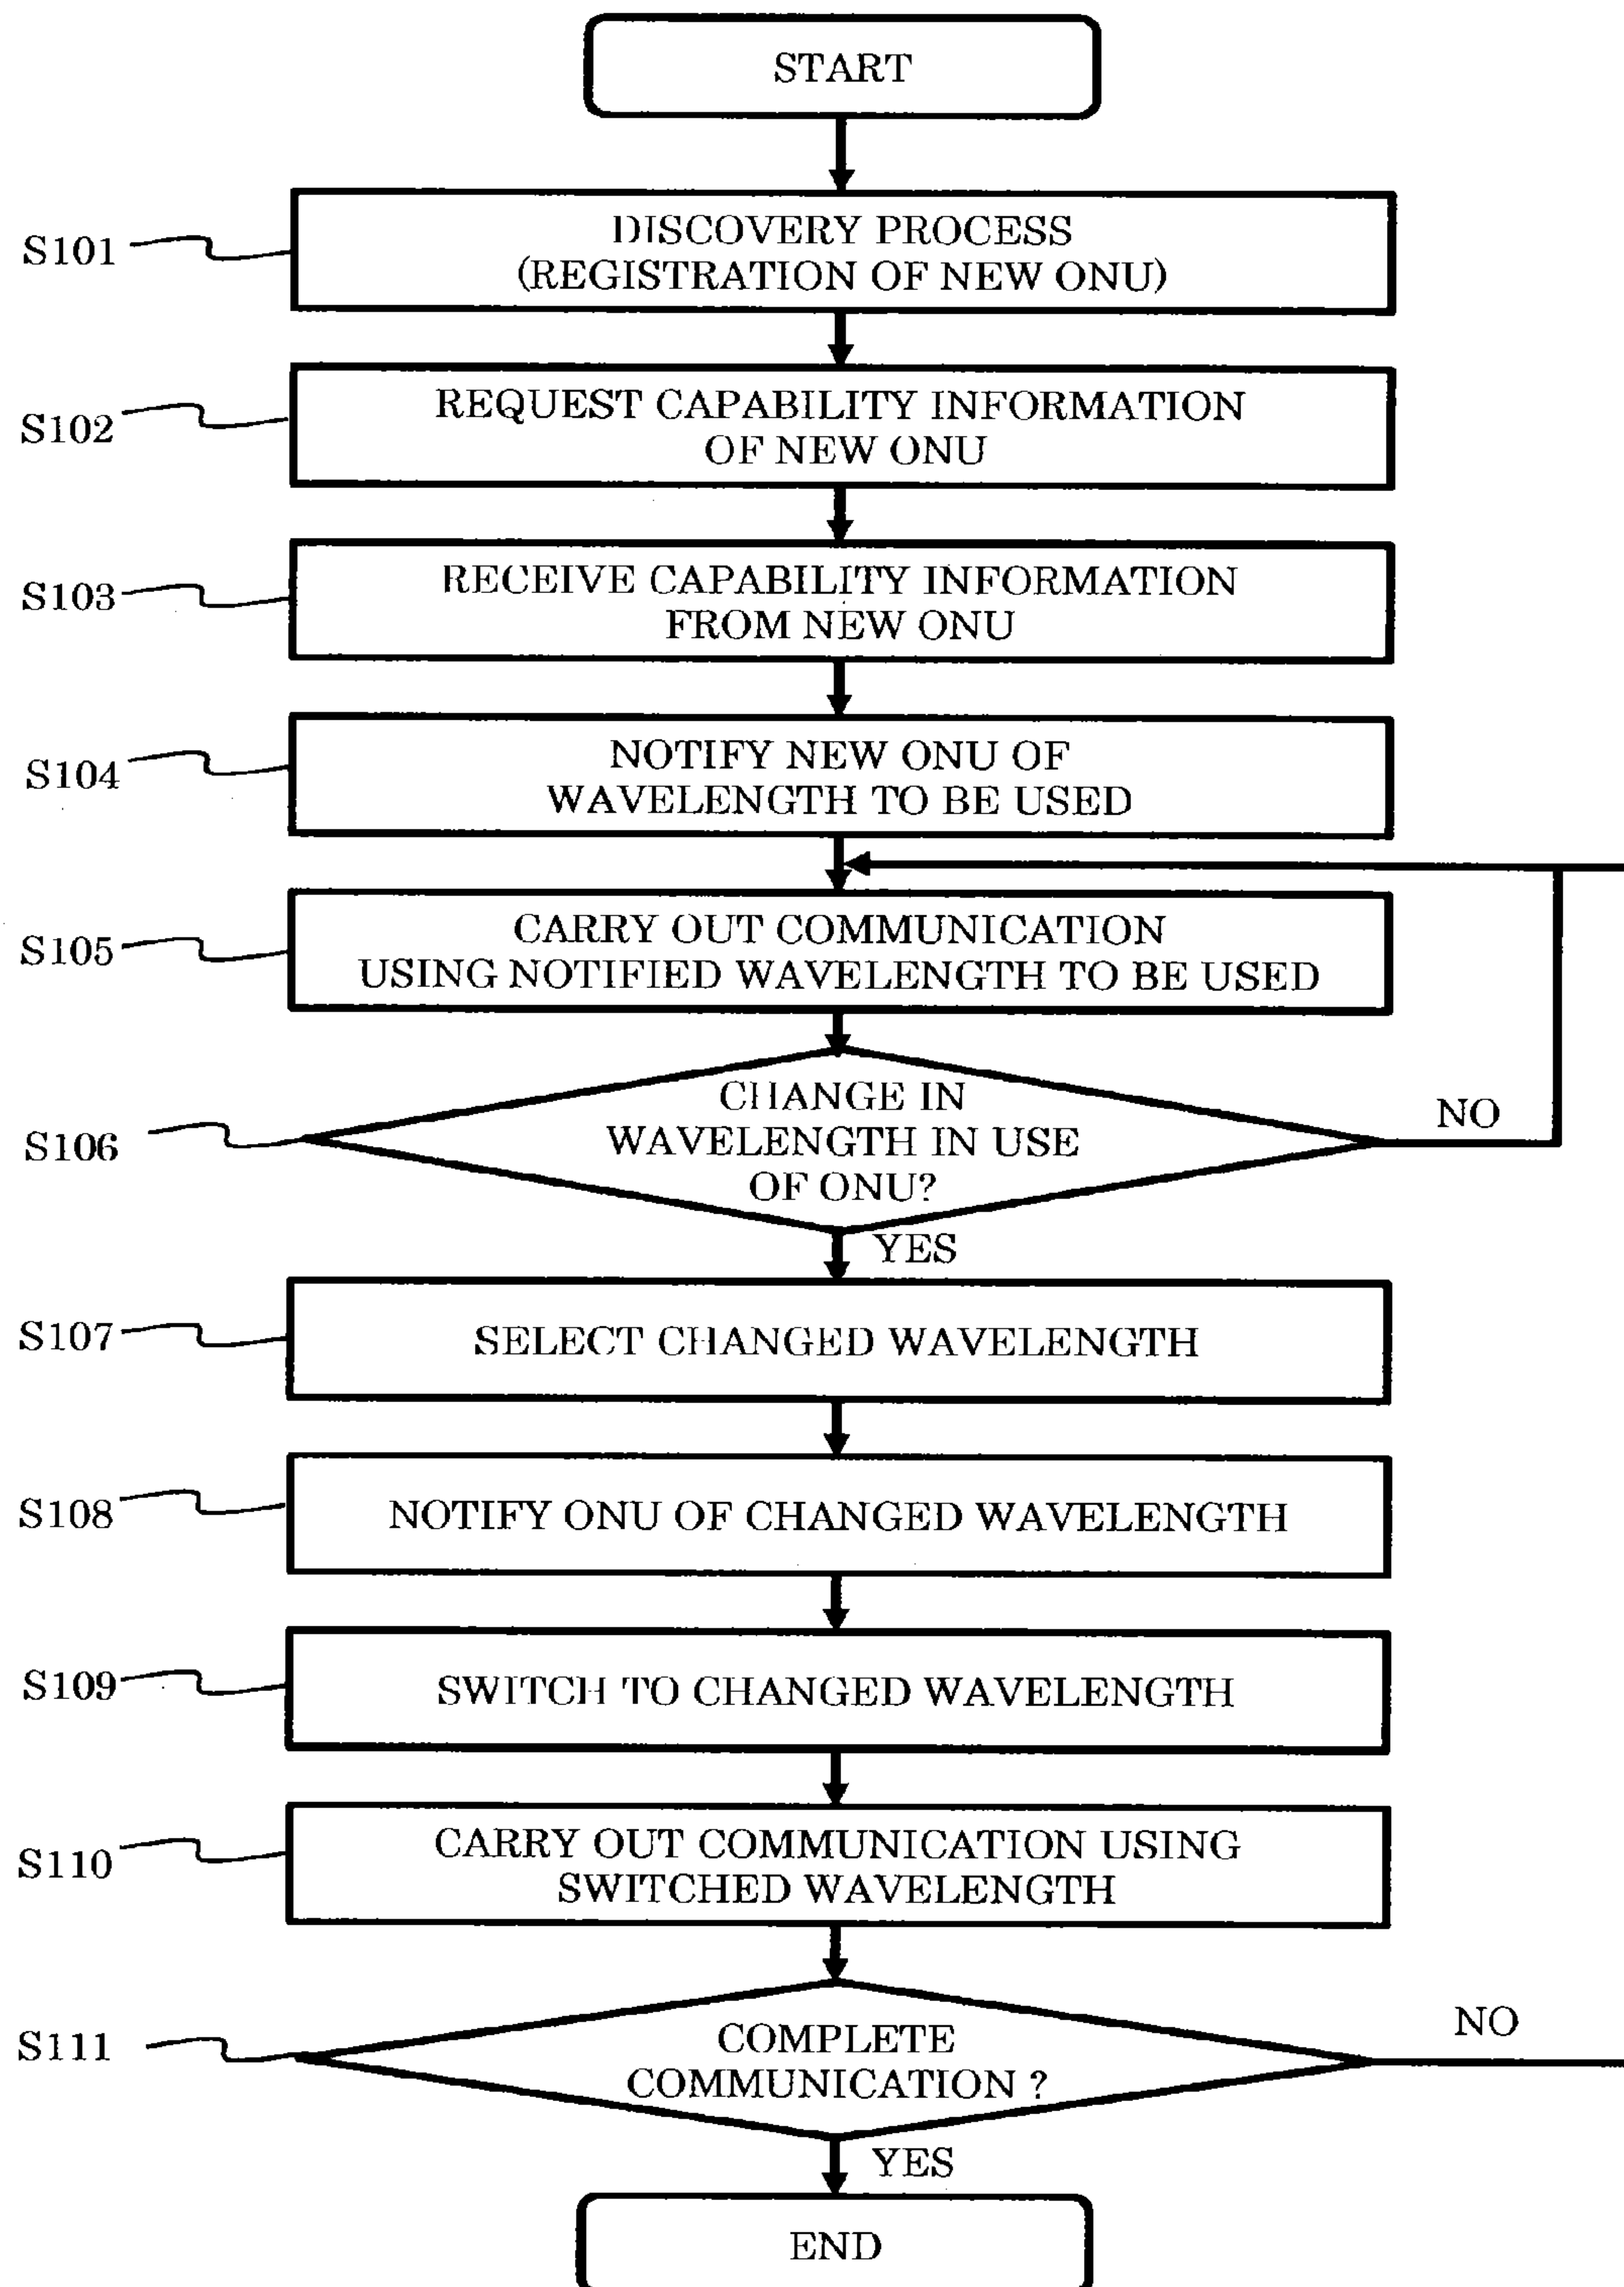 START
S101
DISCOVERY PROCESS
(REGISTRATION OF NEW ONU)
S102
REQUEST CAPABILITY INFORMATION
OF NEW ONU
S103
RECEIVE CAPABILITY INFORMATION
FROM NEW ONU
S104
NOTIFY NEW ONU OF
WAVELENGTH TO BE USED
S105
CARRY OUT COMMUNICATION
USING NOTIFIED WAVELENGTH TO BE USED
S106
CHANGE IN
WAVELENGTH IN USE
OF ONU?
NO
YES
S107
SELECT CHANGED WAVELENGTH
S108
NOTIFY ONU OF CHANGED WAVELENGTH
S109
SWITCH TO CHANGED WAVELENGTH
S110
CARRY OUT COMMUNICATION USING
SWITCHED WAVELENGTH
S111
COMPLETE
COMMUNICATION ?
NO
YES
END